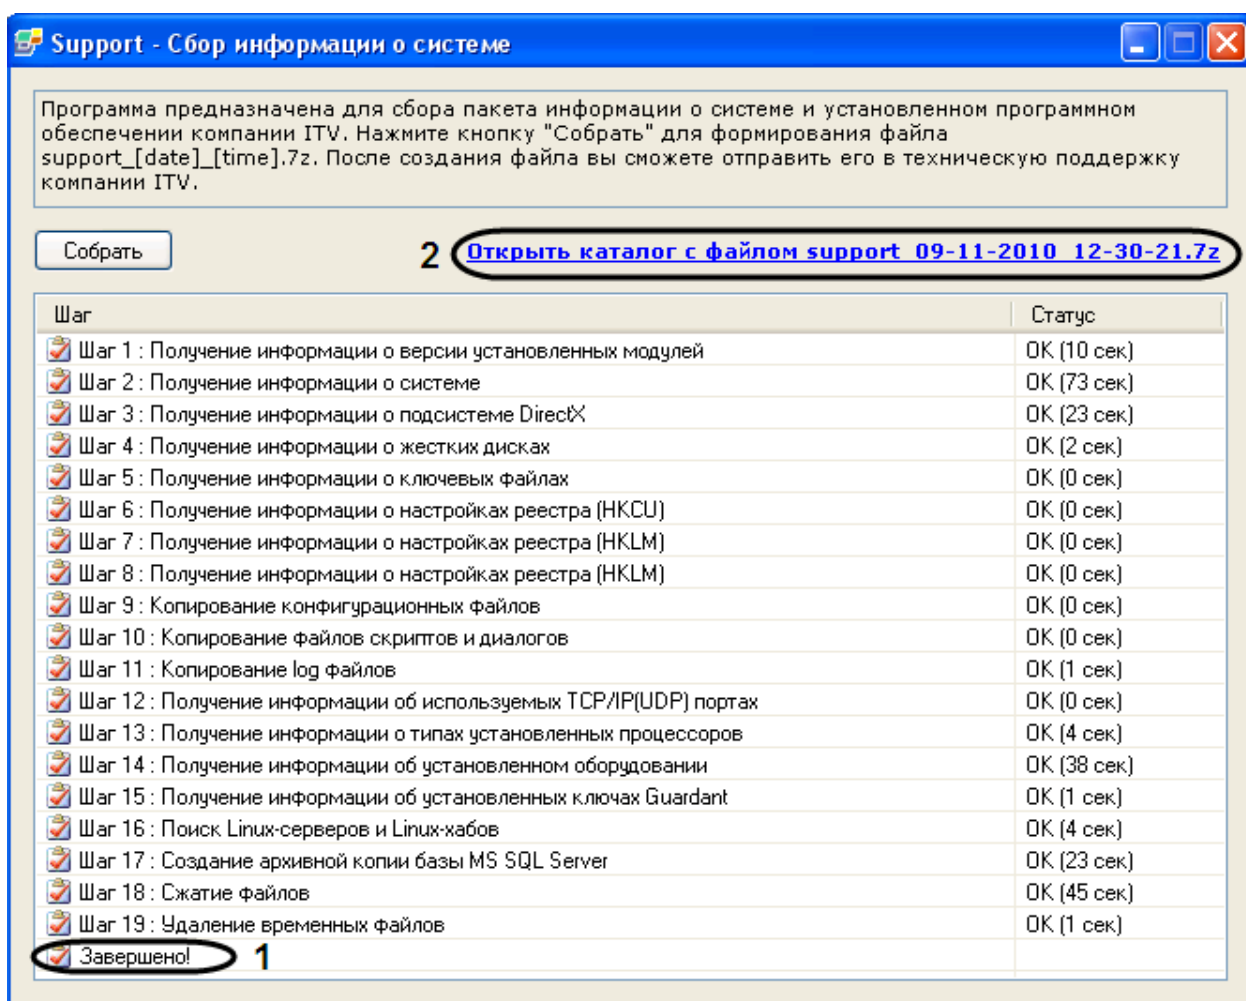 Support - Сбор информации о системе
Программа предназначена для сбора пакета информации о системе и установленном программном
обеспечении компании ITV. Нажмите кнопку "Собрать" для формирования файла
support_[date]_[time].7z. После создания файла вы сможете отправить его в техническую поддержку
компании ITV.
Собрать 2 Открыть каталог с файлом support_09-11-2010_12-30-21.7z
Шаг Статус
Шаг 1 : Получение информации о версии установленных модулей OK (10 сек)
Шаг 2 : Получение информации о системе OK (73 сек)
Шаг 3 : Получение информации о подсистеме DirectX OK (23 сек)
Шаг 4 : Получение информации о жестких дисках OK (2 сек)
Шаг 5 : Получение информации о ключевых файлах OK (0 сек)
Шаг 6 : Получение информации о настройках реестра (HKCU) OK (0 сек)
Шаг 7 : Получение информации о настройках реестра (HKLM) OK (0 сек)
Шаг 8 : Получение информации о настройках реестра (HKLM) OK (0 сек)
Шаг 9 : Копирование конфигурационных файлов OK (0 сек)
Шаг 10 : Копирование файлов скриптов и диалогов OK (0 сек)
Шаг 11 : Копирование log файлов OK (1 сек)
Шаг 12 : Получение информации об используемых TCP/IP(UDP) портах OK (0 сек)
Шаг 13 : Получение информации о типах установленных процессоров OK (4 сек)
Шаг 14 : Получение информации об установленном оборудовании OK (38 сек)
Шаг 15 : Получение информации об установленных ключах Guardant OK (1 сек)
Шаг 16 : Поиск Linux-серверов и Linux-хабов OK (4 сек)
Шаг 17 : Создание архивной копии базы MS SQL Server OK (23 сек)
Шаг 18 : Сжатие файлов OK (45 сек)
Шаг 19 : Удаление временных файлов OK (1 сек)
Завершено! 1